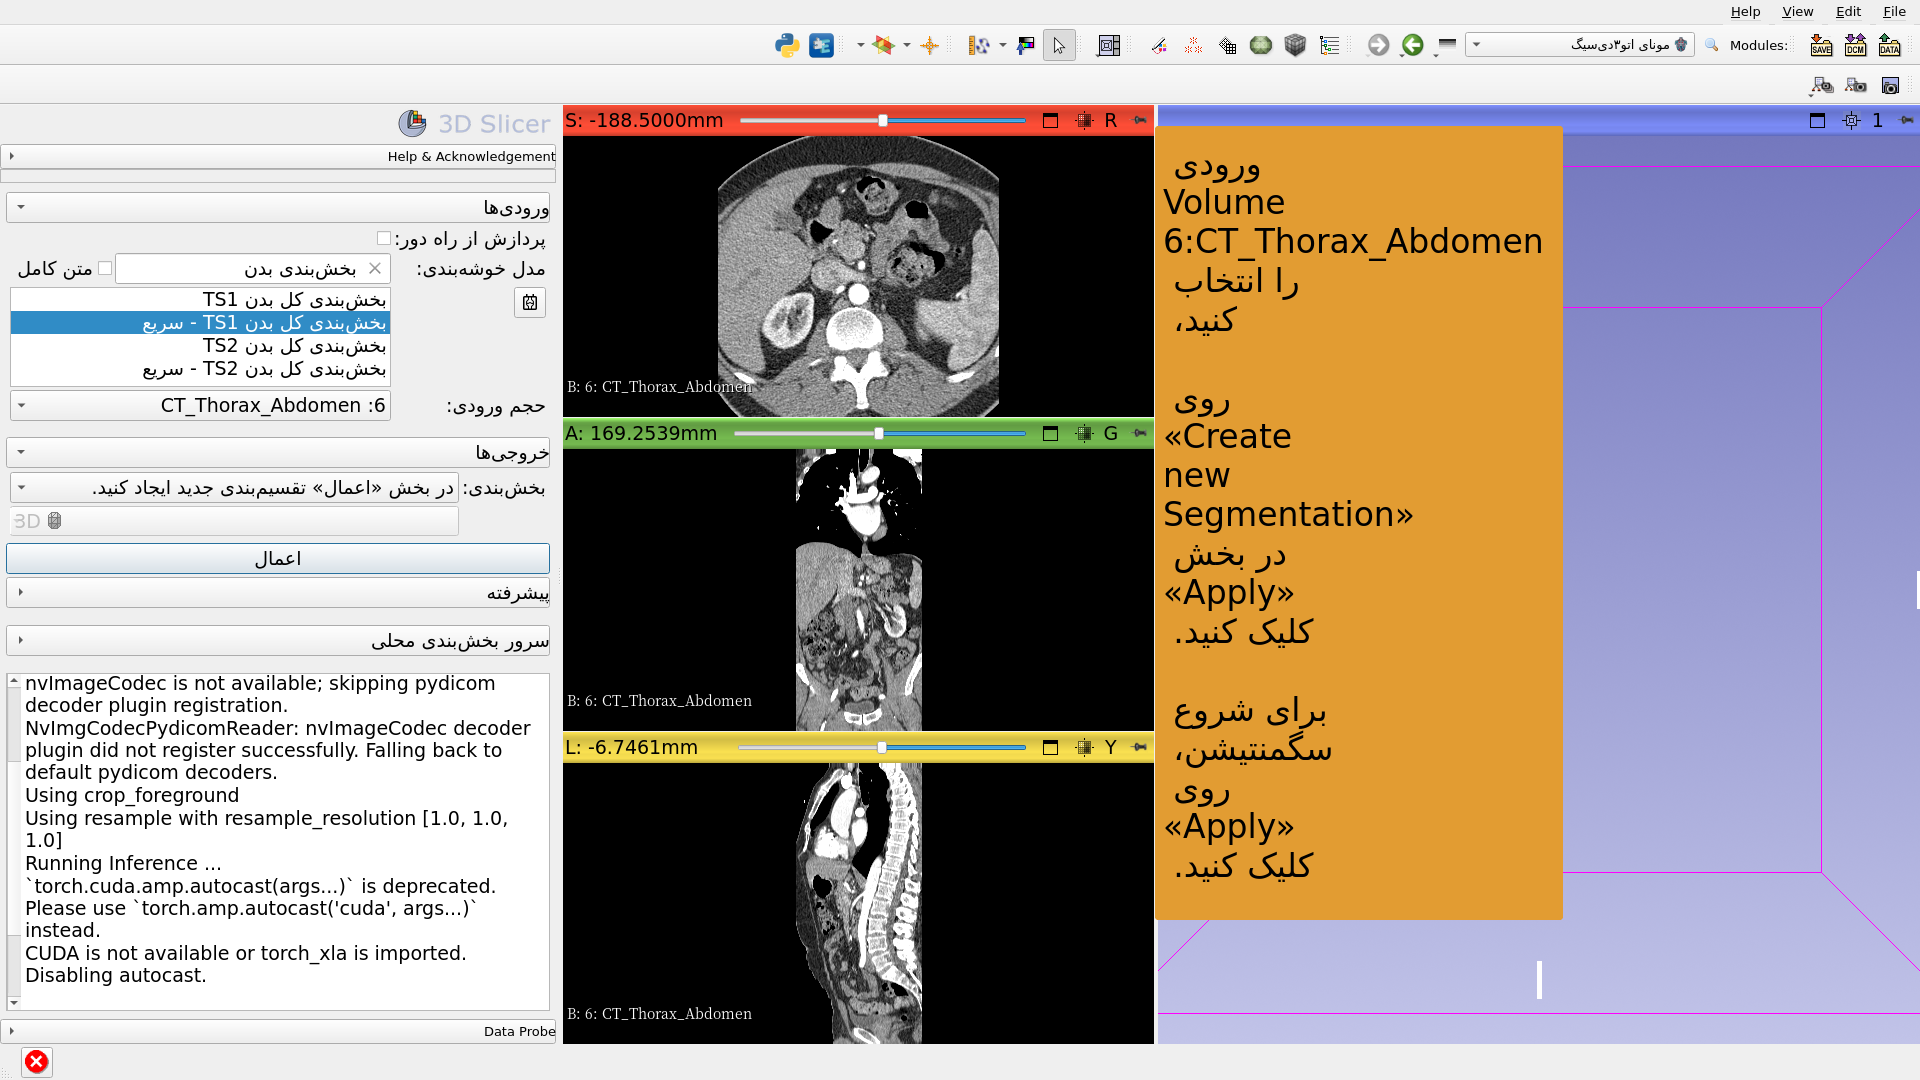 Help View Edit File
Modules: مونای اتو۳دی‌سیگ
SAVE DCM DATA
3D Slicer
Help & Acknowledgement
ورودی‌ها
پردازش از راه دور:
مدل خوشه‌بندی: بخش‌بندی بدن متن کامل
بخش‌بندی کل بدن TS1
بخش‌بندی کل بدن TS1 - سریع
بخش‌بندی کل بدن TS2
بخش‌بندی کل بدن TS2 - سریع
حجم ورودی: 6: CT_Thorax_Abdomen
خروجی‌ها
بخش‌بندی: در بخش «اعمال» تقسیم‌بندی جدید ایجاد کنید.
3D
اعمال
پیشرفته
سرور بخش‌بندی محلی
nvImageCodec is not available; skipping pydicom
decoder plugin registration.
NvImgCodecPydicomReader: nvImageCodec decoder
plugin did not register successfully. Falling back to
default pydicom decoders.
Using crop_foreground
Using resample with resample_resolution [1.0, 1.0,
1.0]
Running Inference ...
`torch.cuda.amp.autocast(args...)` is deprecated.
Please use `torch.amp.autocast('cuda', args...)`
instead.
CUDA is not available or torch_xla is imported.
Disabling autocast.
Data Probe
S: -188.5000mm R
B: 6: CT_Thorax_Abdomen
A: 169.2539mm G
B: 6: CT_Thorax_Abdomen
L: -6.7461mm Y
B: 6: CT_Thorax_Abdomen
1
ورودی
Volume
6:CT_Thorax_Abdomen
را انتخاب
کنید،
روی
«Create
new
Segmentation»
در بخش
«Apply»
کلیک کنید.
برای شروع
سگمنتیشن،
روی
«Apply»
کلیک کنید.